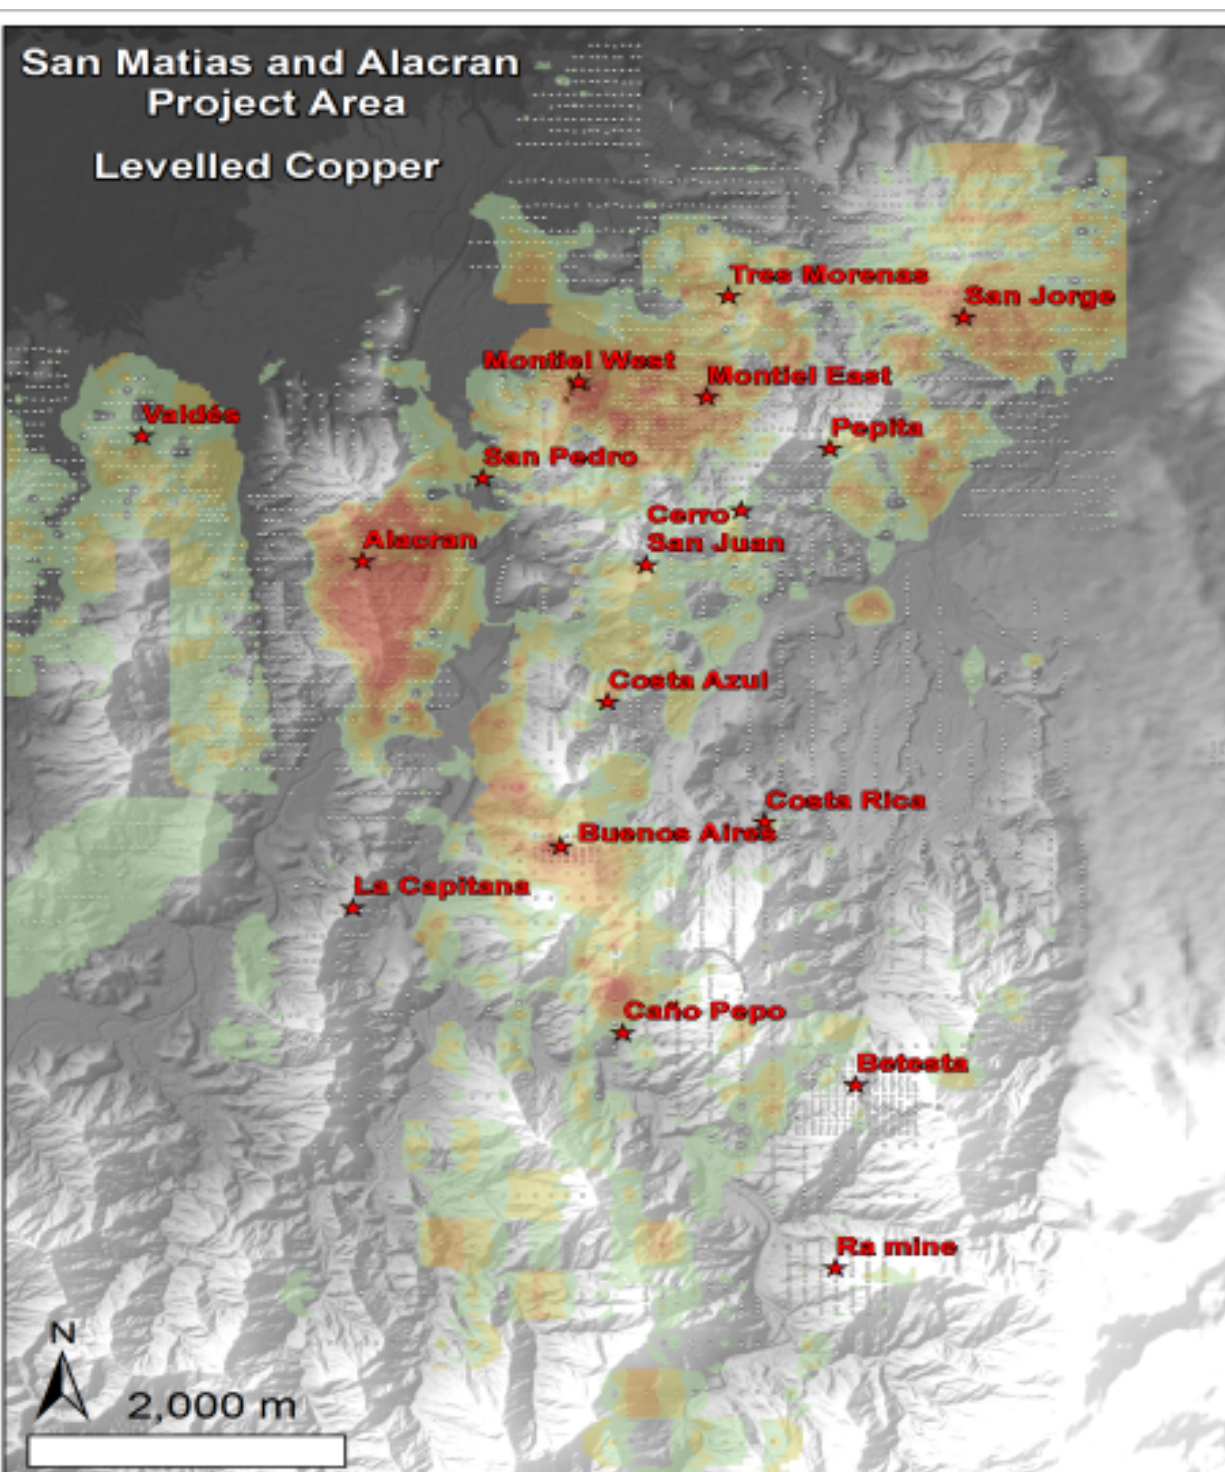 San Matias and Alacran
Project Area
Levelled Copper
Tres Morenas
San Jorge
Montiel West
Montiel East
Valdés
Pepita
San Pedro
Cerro
Alacran
San Juan
Costa Azul
Costa Rica
Buenos Aires
La Capitana
Caño Pepo
Betesta
Ra mine
N
2,000 m